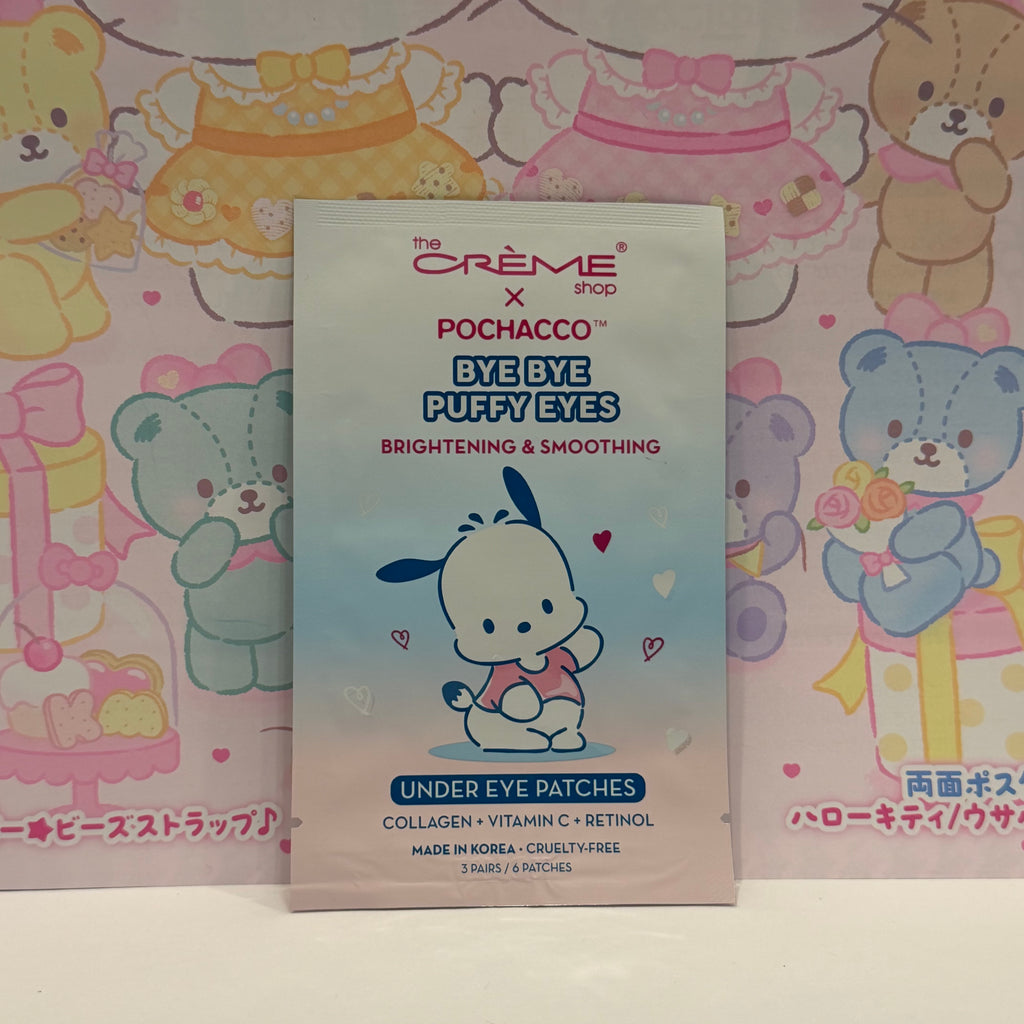 the
CRÈME®
shop
X
POCHACCO™
BYE BYE
PUFFY EYES
BRIGHTENING & SMOOTHING
UNDER EYE PATCHES
COLLAGEN + VITAMIN C + RETINOL
MADE IN KOREA • CRUELTY-FREE
3 PAIRS / 6 PATCHES
ー★ビーズストラップ♪
両面ポス
ハローキティ/ウサ